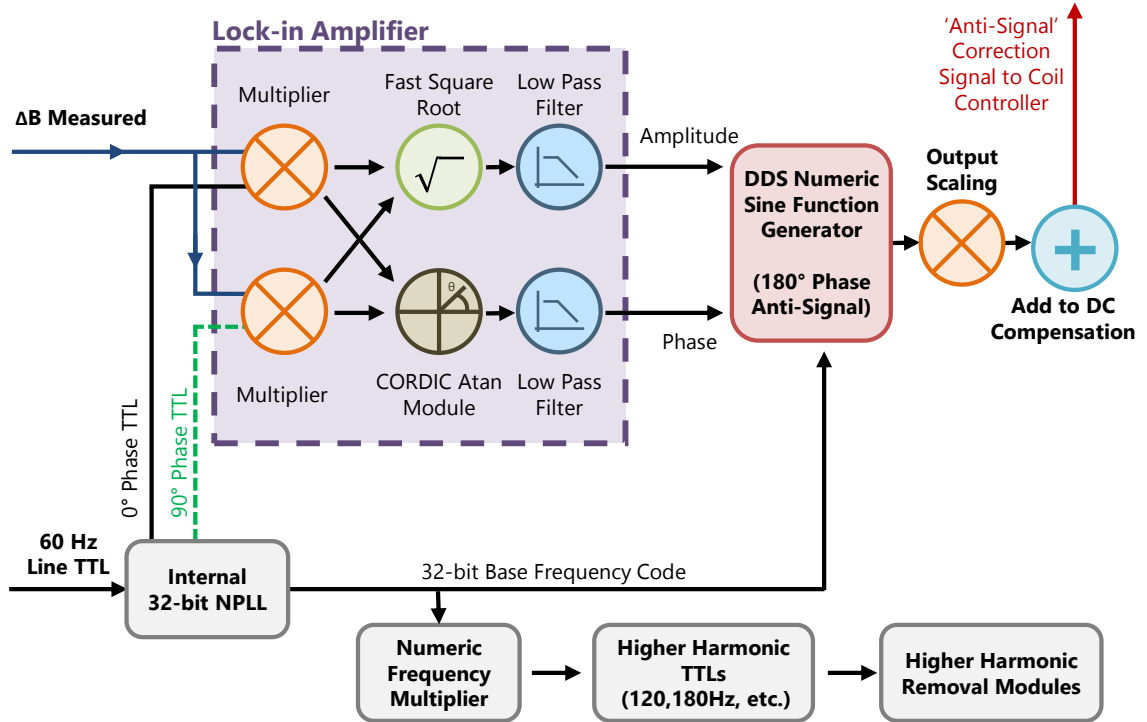 Lock-in Amplifier
'Anti-Signal'
Correction
Signal to Coil
Controller
ΔB Measured
Multiplier
Fast Square
Root
Low Pass
Filter
Amplitude
DDS Numeric
Sine Function
Generator
(180° Phase
Anti-Signal)
Output
Scaling
Add to DC
Compensation
θ
Multiplier
CORDIC Atan
Module
Low Pass
Filter
Phase
0° Phase TTL
90° Phase TTL
60 Hz
Line TTL
Internal
32-bit NPLL
32-bit Base Frequency Code
Numeric
Frequency
Multiplier
Higher Harmonic
TTLs
(120,180Hz, etc.)
Higher Harmonic
Removal Modules